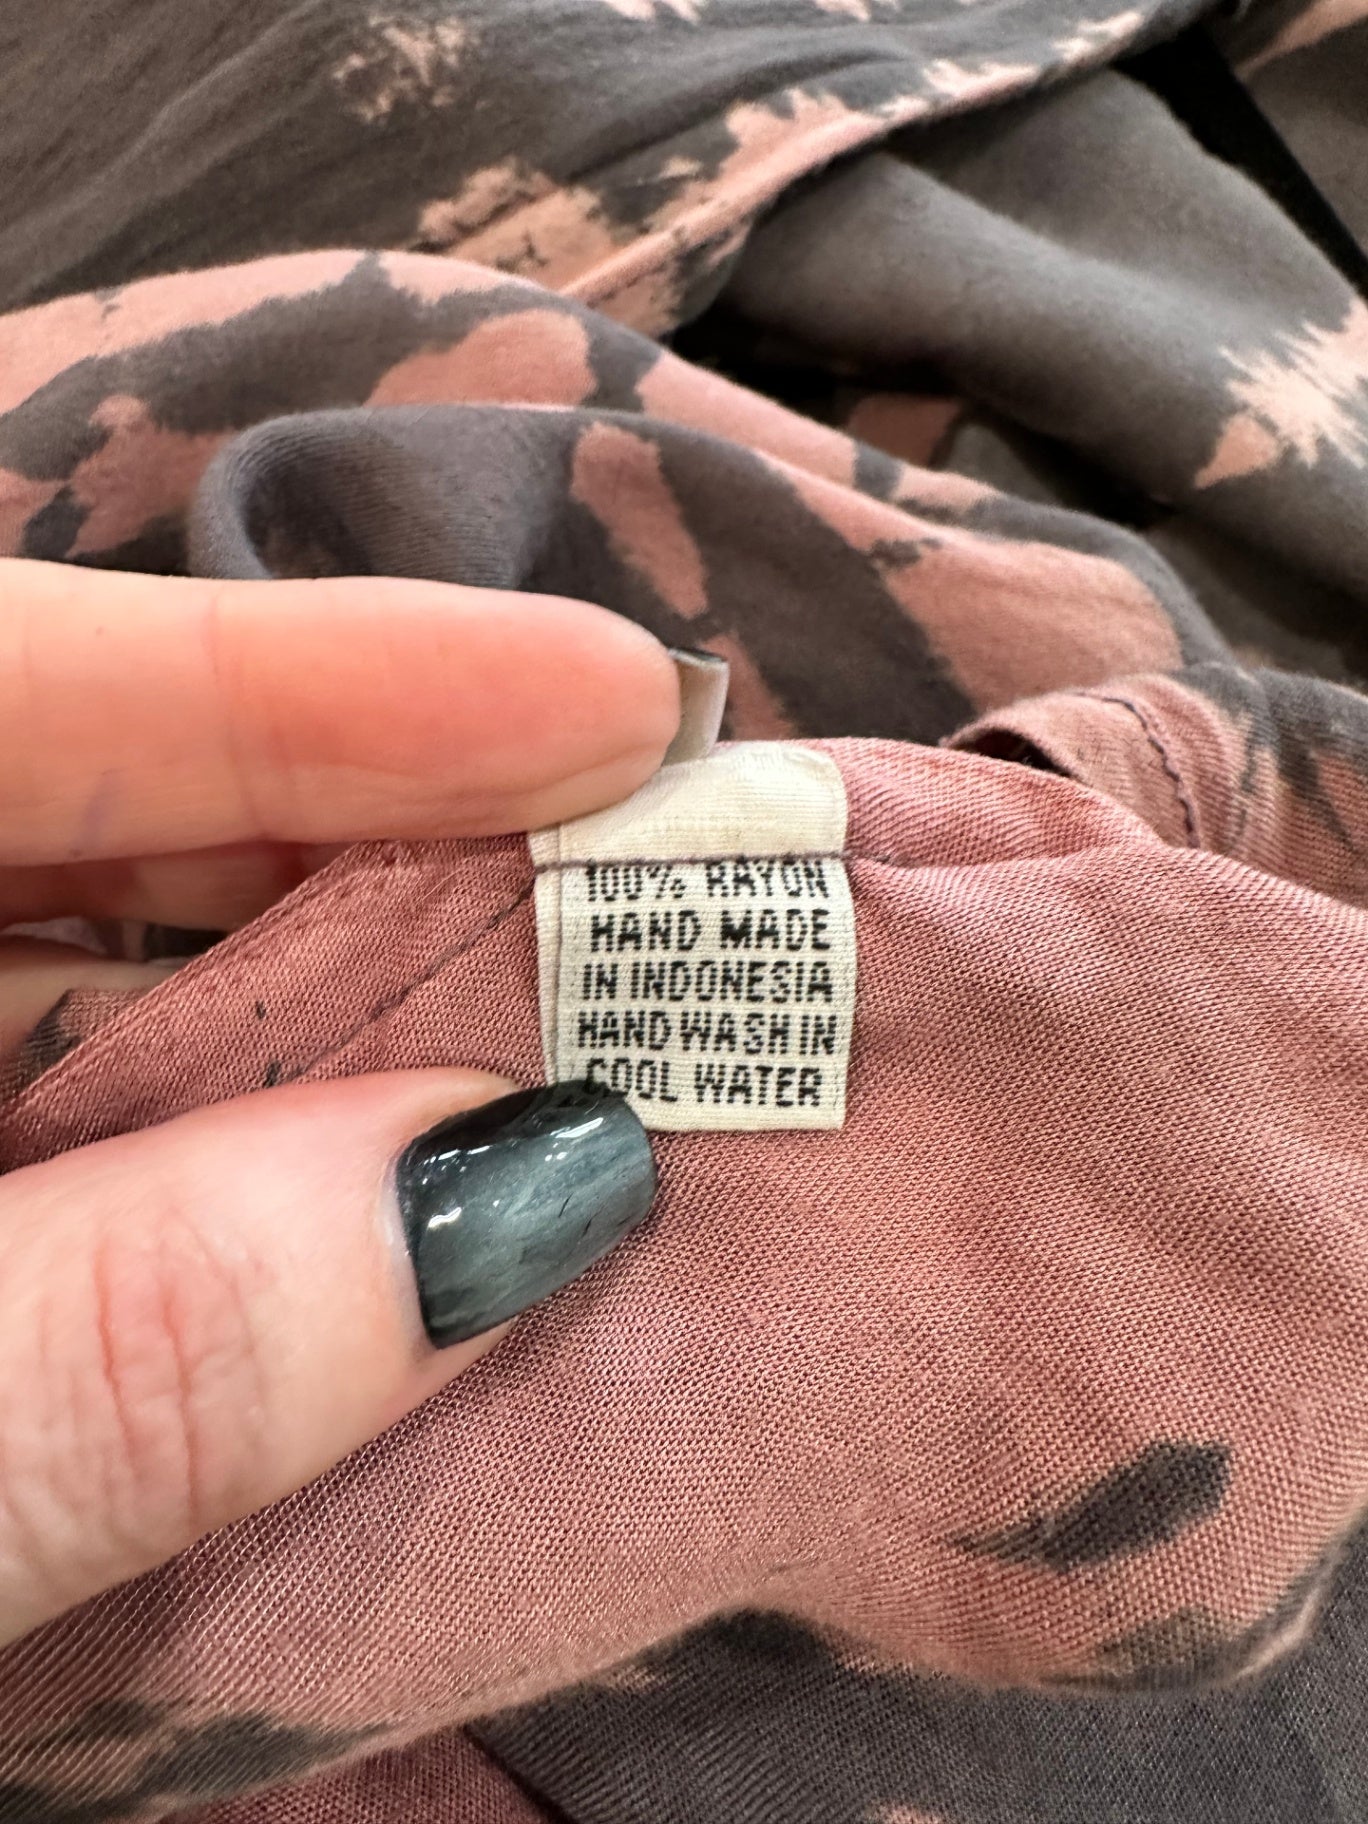 100% RAYON
HAND MADE
IN INDONESIA
HAND WASH IN
COOL WATER